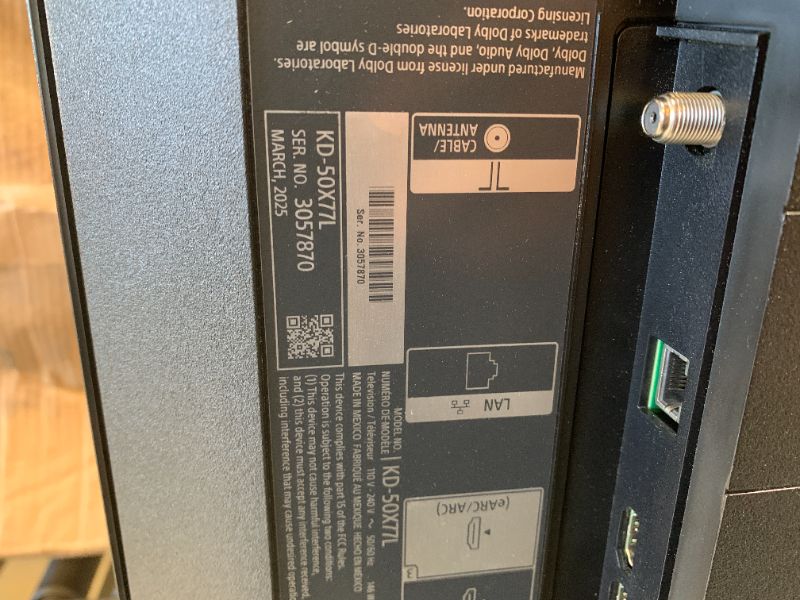 Manufactured under license from Dolby Laboratories.
Dolby, Dolby Audio, and the double-D symbol are
trademarks of Dolby Laboratories
Licensing Corporation.
KD-50X77L
SER. NO. 3057870
MARCH, 2025
Ser. No. 3057870
CABLE/
ANTENNA
LAN
(eARC/ARC)
3
MODEL NO.
NUMÉRO DE MODÈLE
KD-50X77L
Television / Téléviseur 110 V - 240 V ~ 50/60 Hz 146 W
MADE IN MEXICO FABRIQUÉ AU MEXIQUE HECHO EN MÉXICO
This device complies with part 15 of the FCC Rules.
Operation is subject to the following two conditions:
(1) This device may not cause harmful interference,
and (2) this device must accept any interference
including interference that may cause undesired